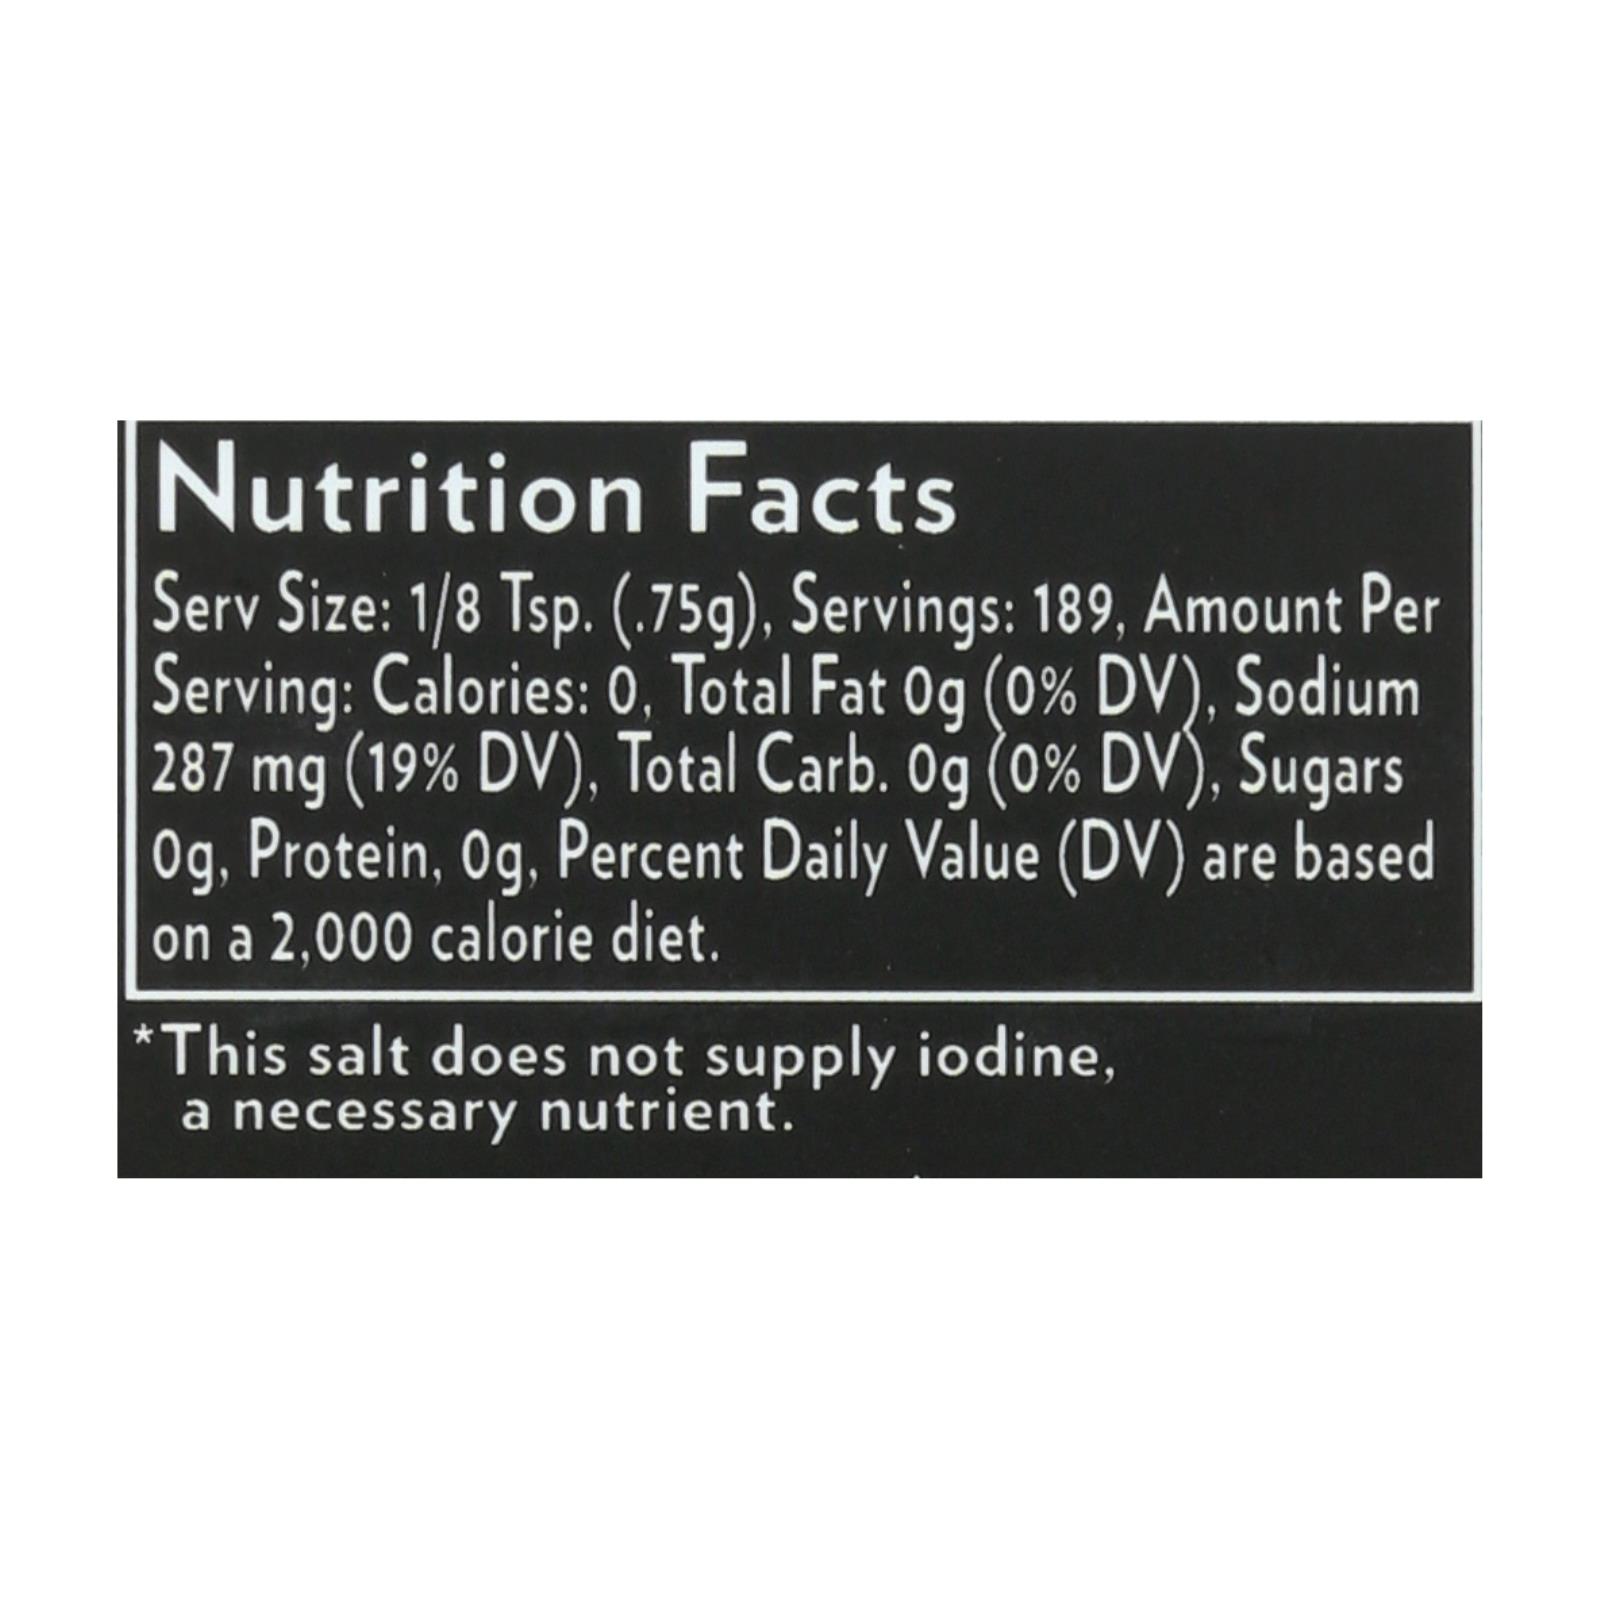 Nutrition Facts
Serv Size: 1/8 Tsp. (.75g), Servings: 189, Amount Per
Serving: Calories: 0, Total Fat 0g (0% DV), Sodium
287 mg (19% DV), Total Carb. 0g (0% DV), Sugars
0g, Protein, 0g, Percent Daily Value (DV) are based
on a 2,000 calorie diet.
*This salt does not supply iodine,
a necessary nutrient.